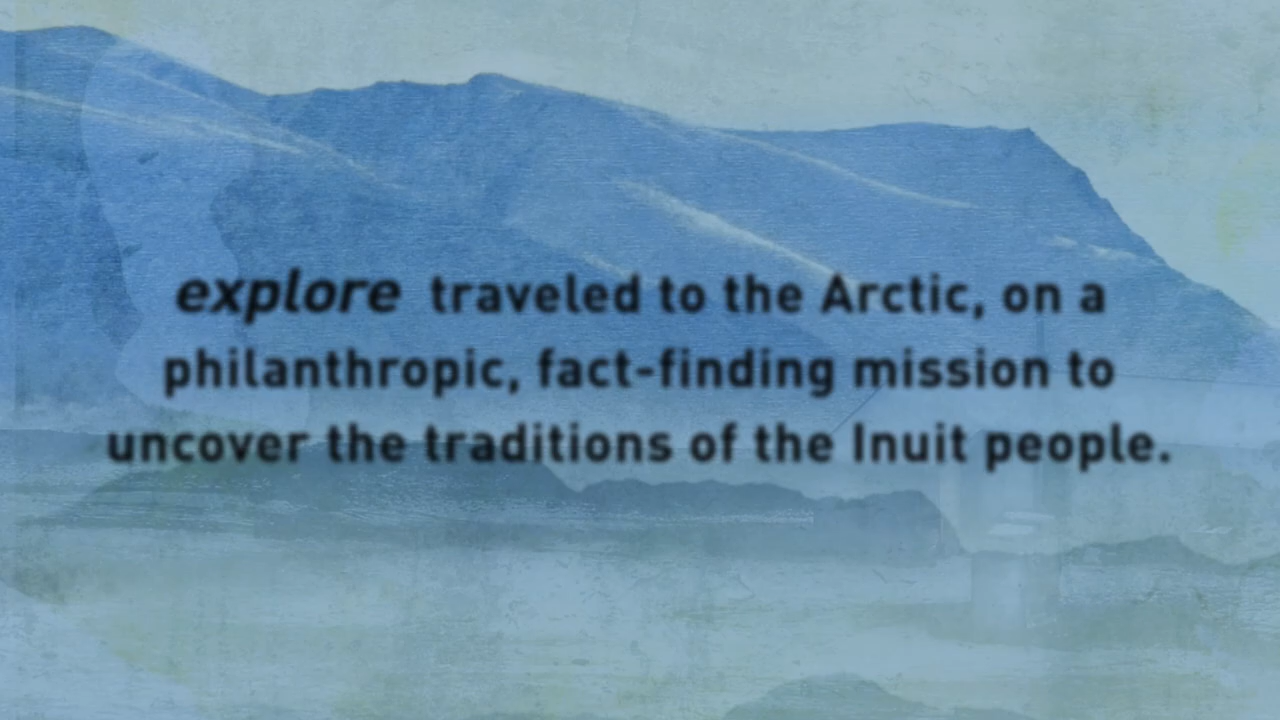 explore traveled to the Arctic, on a
philanthropic, fact-finding mission to
uncover the traditions of the Inuit people.